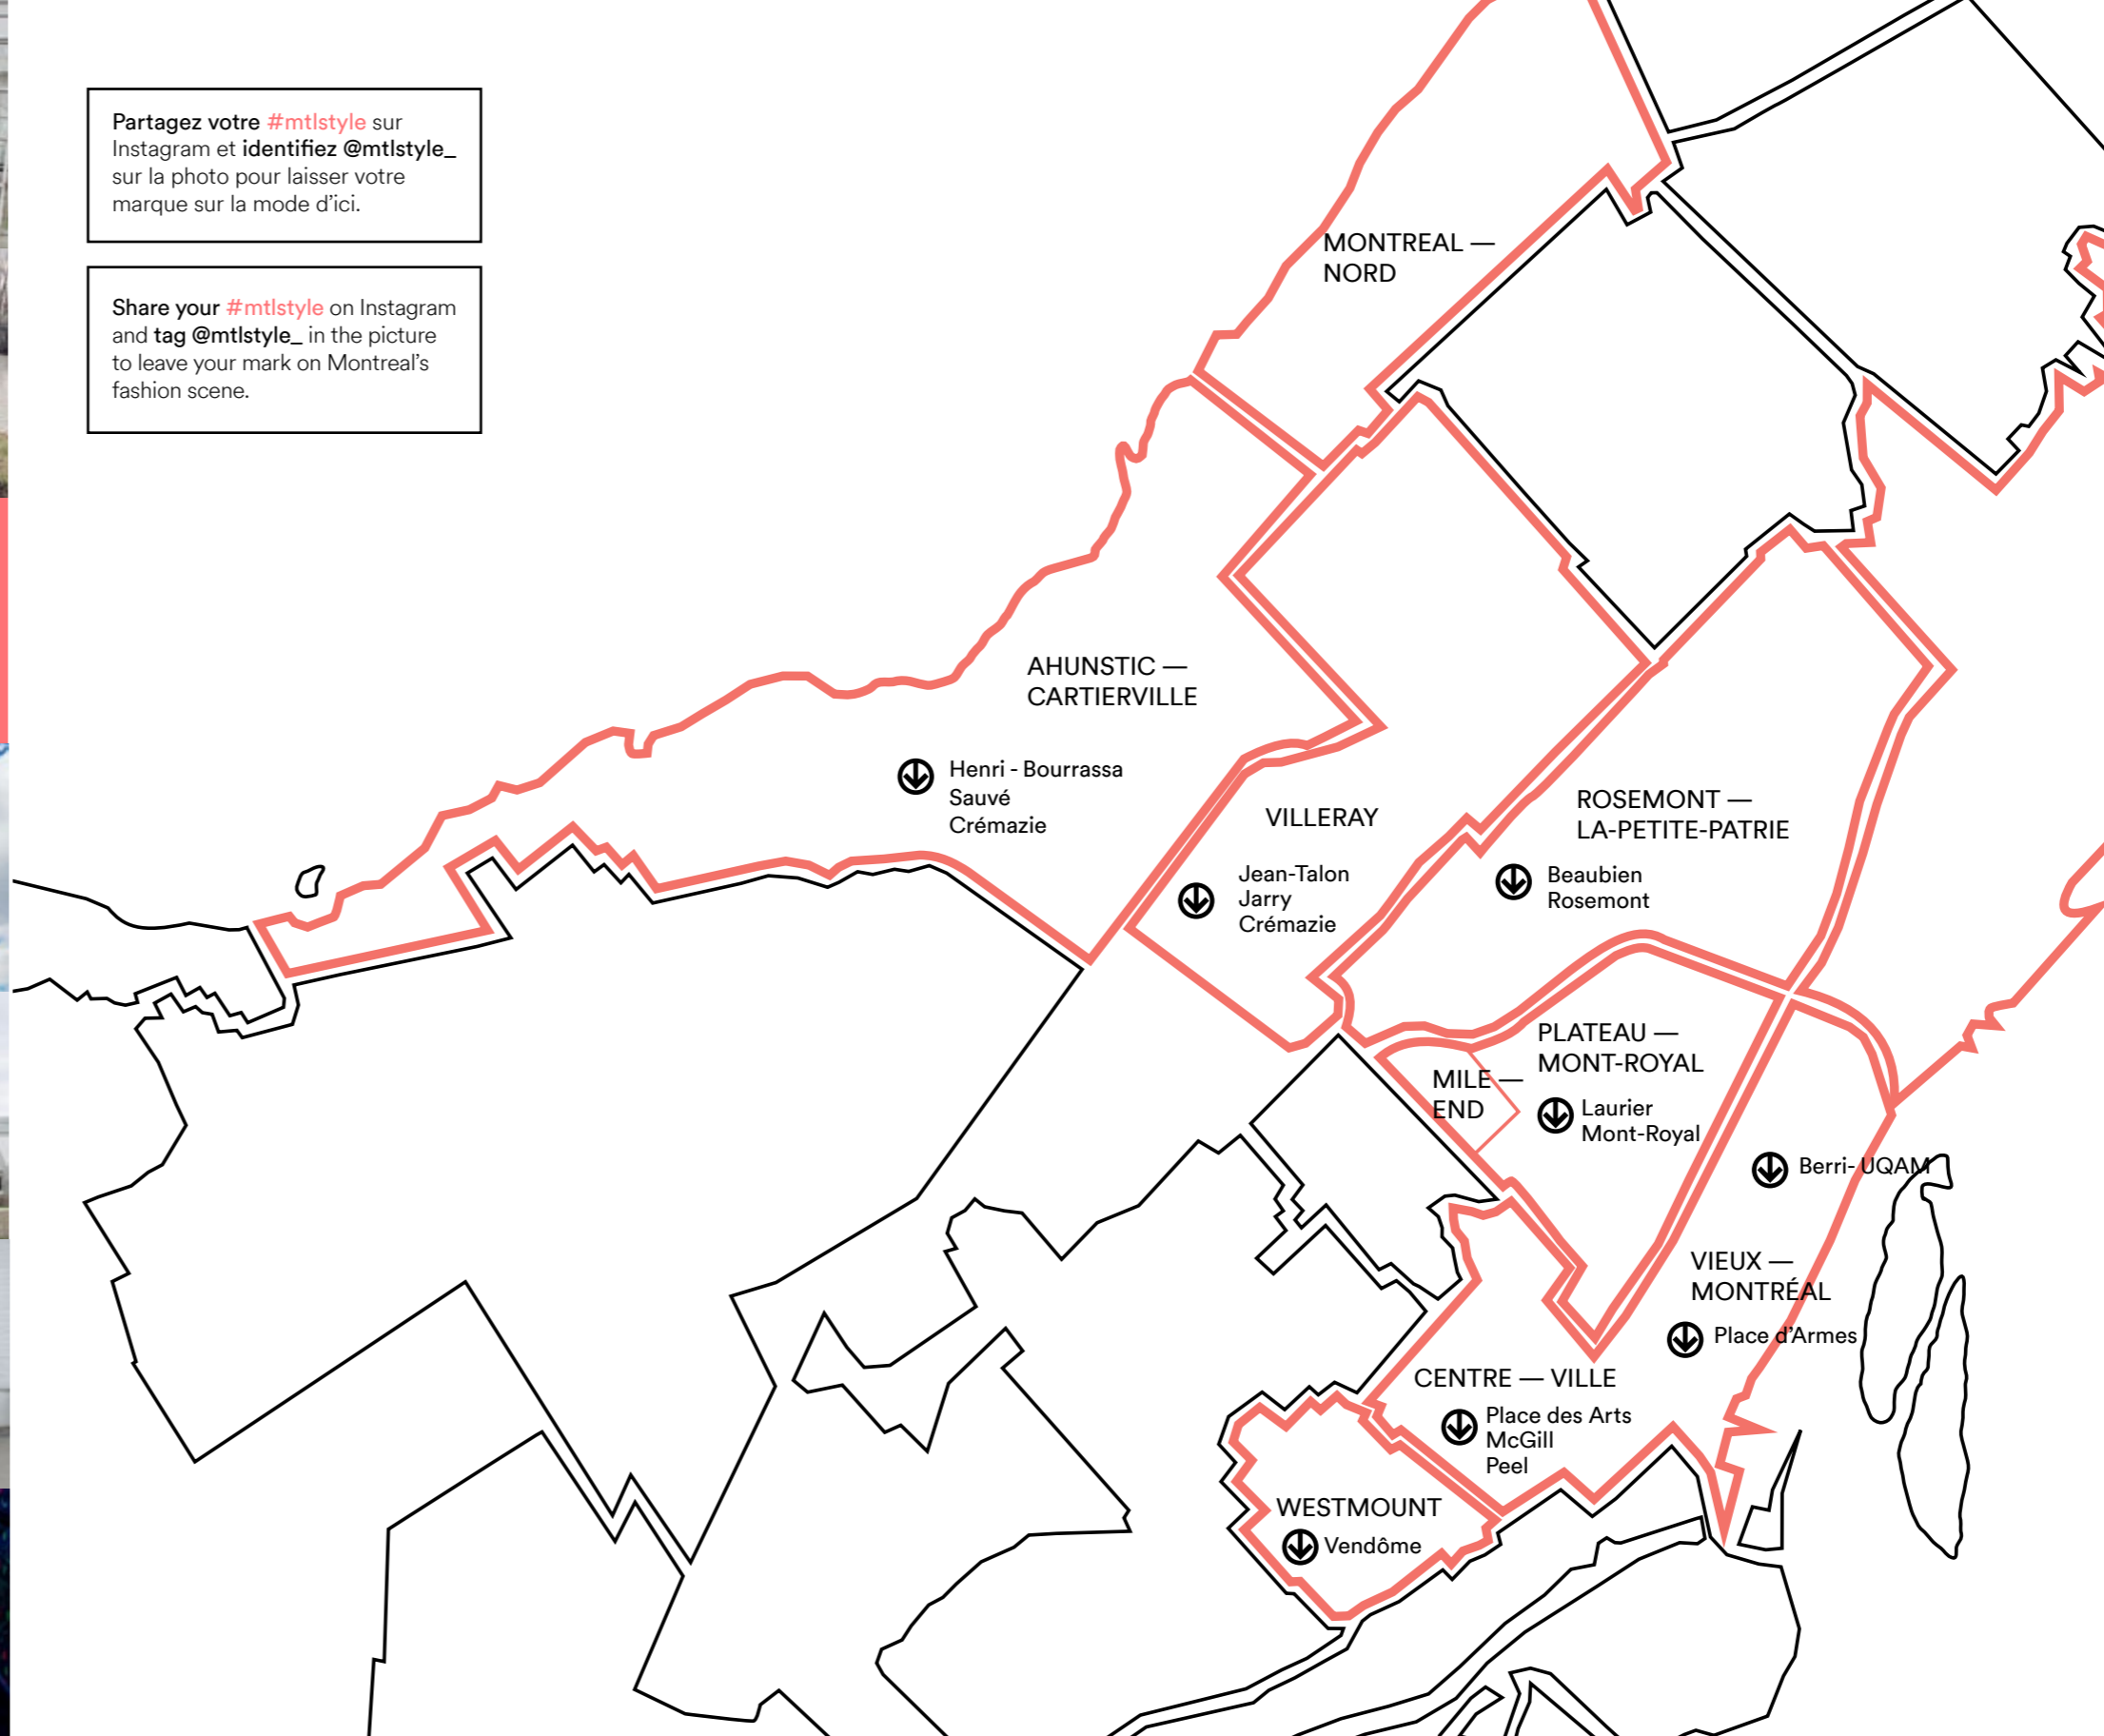 Partagez votre #mtlstyle sur
Instagram et identifiez @mtlstyle_
sur la photo pour laisser votre
marque sur la mode d’ici.
Share your #mtlstyle on Instagram
and tag @mtlstyle_ in the picture
to leave your mark on Montreal’s
fashion scene.
MONTREAL —
NORD
AHUNSTIC —
CARTIERVILLE
Henri - Bourrassa
Sauvé
Crémazie
VILLERAY
Jean-Talon
Jarry
Crémazie
ROSEMONT —
LA-PETITE-PATRIE
Beaubien
Rosemont
PLATEAU —
MONT-ROYAL
Laurier
Mont-Royal
MILE —
END
Berri- UQAM
VIEUX —
MONTRÉAL
Place d’Armes
CENTRE — VILLE
Place des Arts
McGill
Peel
WESTMOUNT
Vendôme